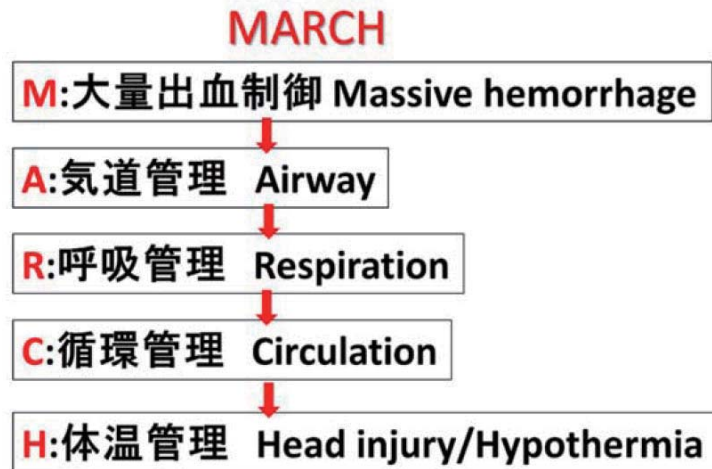 MARCH
M:大量出血制御 Massive hemorrhage
A:気道管理 Airway
R:呼吸管理 Respiration
C:循環管理 Circulation
H:体温管理 Head injury/Hypothermia